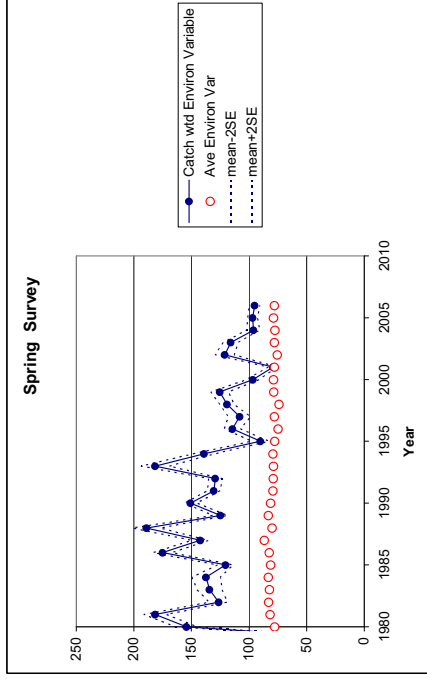 Spring Survey
250
200
150
100
50
0
1980
1985
1990
1995
2000
2005
2010
Year
Catch wtd Environ Variable
Ave Environ Var
mean-2SE
mean+2SE